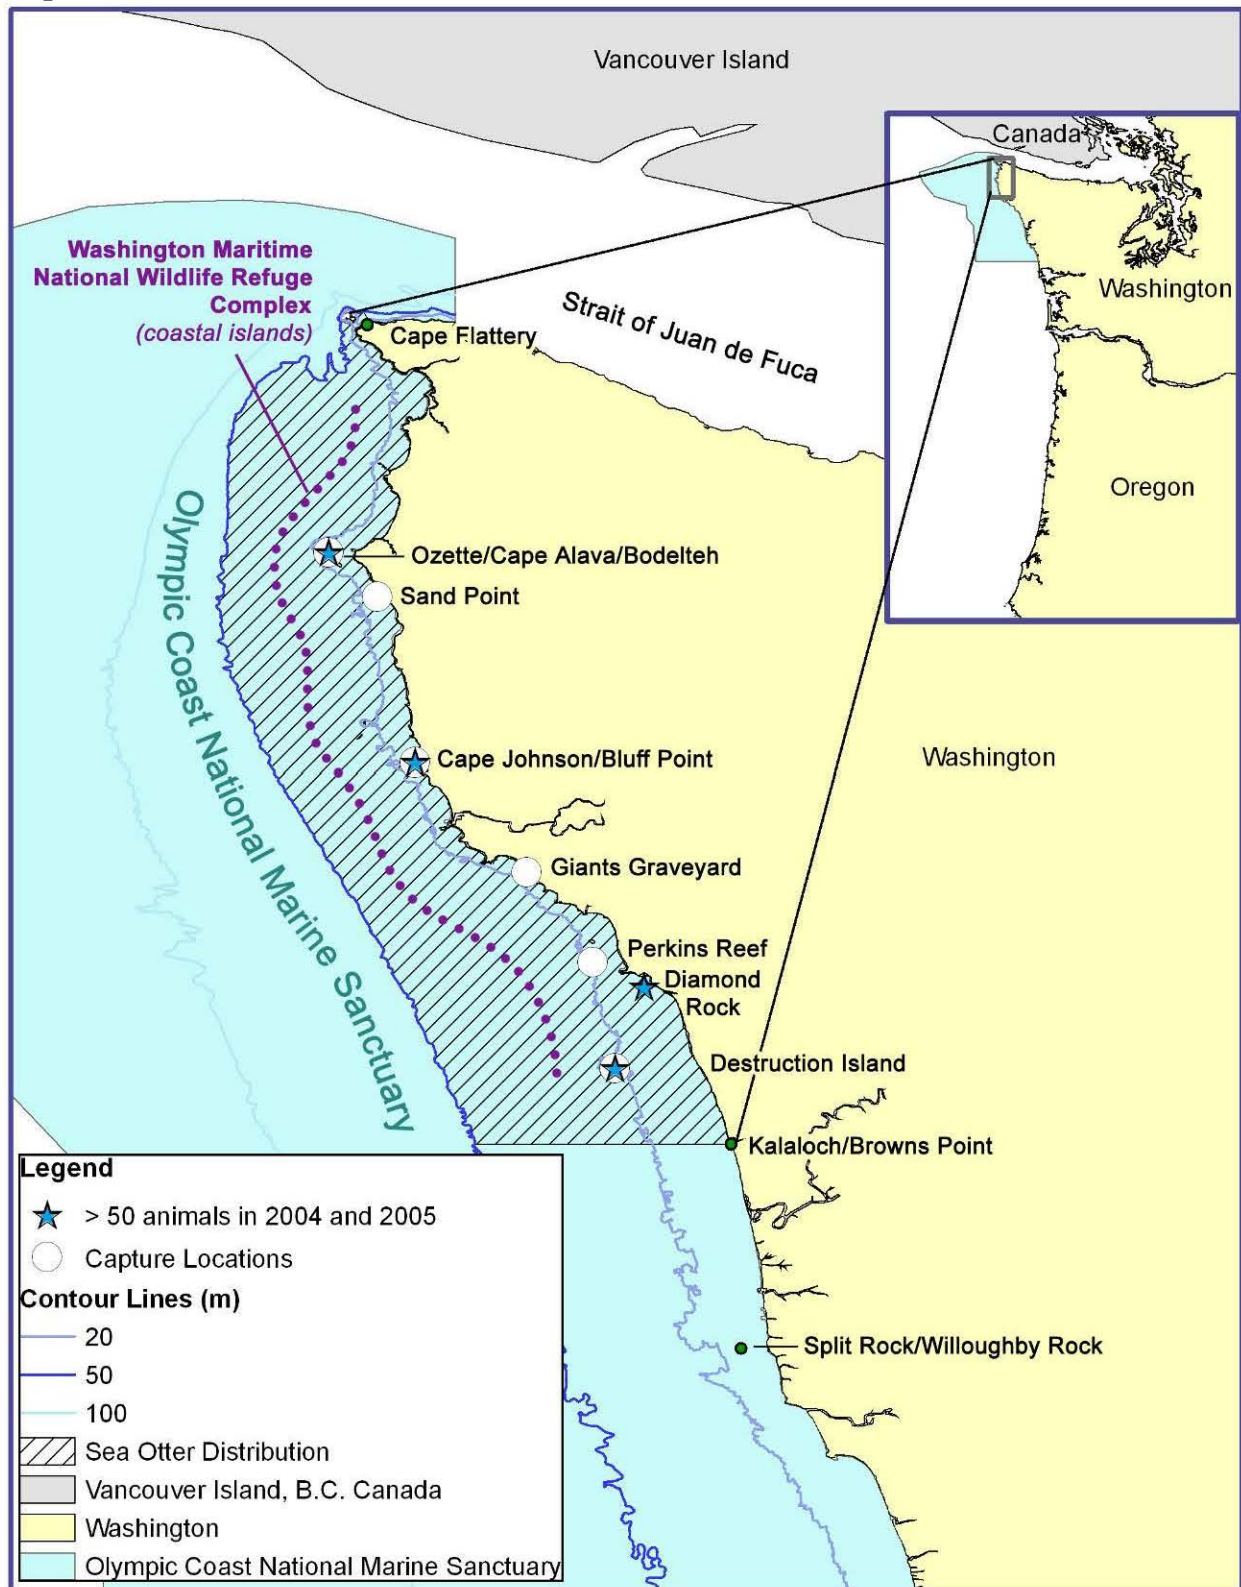 Vancouver Island
Canada
Washington
Oregon
Washington Maritime
National Wildlife Refuge
Complex
(coastal islands)
Cape Flattery
Strait of Juan de Fuca
Olympic Coast National Marine Sanctuary
Ozette/Cape Alava/Bodelteh
Sand Point
Cape Johnson/Bluff Point
Washington
Giants Graveyard
Perkins Reef
Diamond
Rock
Destruction Island
Kalaloch/Browns Point
Split Rock/Willoughby Rock
Legend
> 50 animals in 2004 and 2005
Capture Locations
Contour Lines (m)
20
50
100
Sea Otter Distribution
Vancouver Island, B.C. Canada
Washington
Olympic Coast National Marine Sanctuary